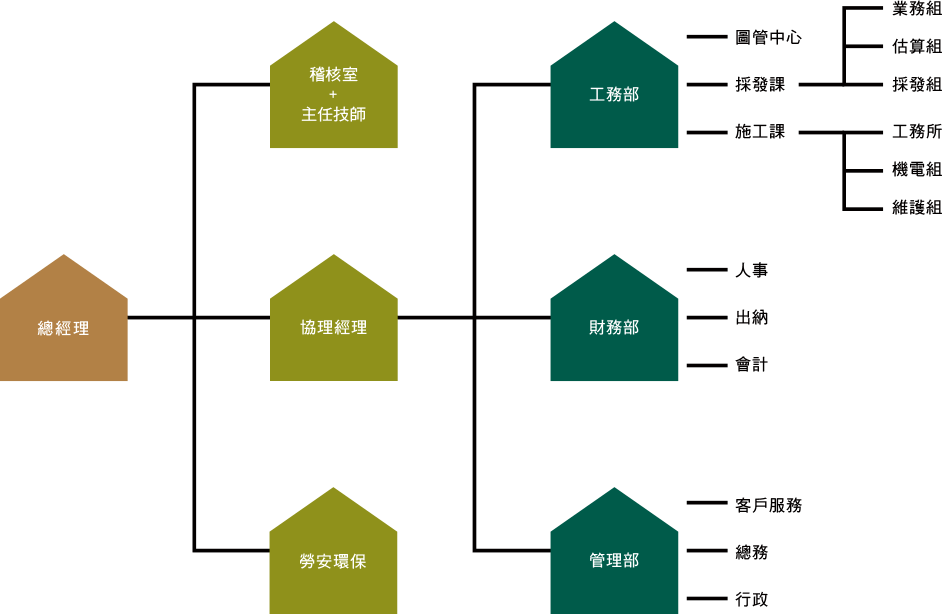 總經理
稽核室
+
主任技師
協理經理
勞安環保
工務部
圖管中心
採發課
業務組
估算組
採發組
施工課
工務所
機電組
維護組
財務部
人事
出納
會計
管理部
客戶服務
總務
行政